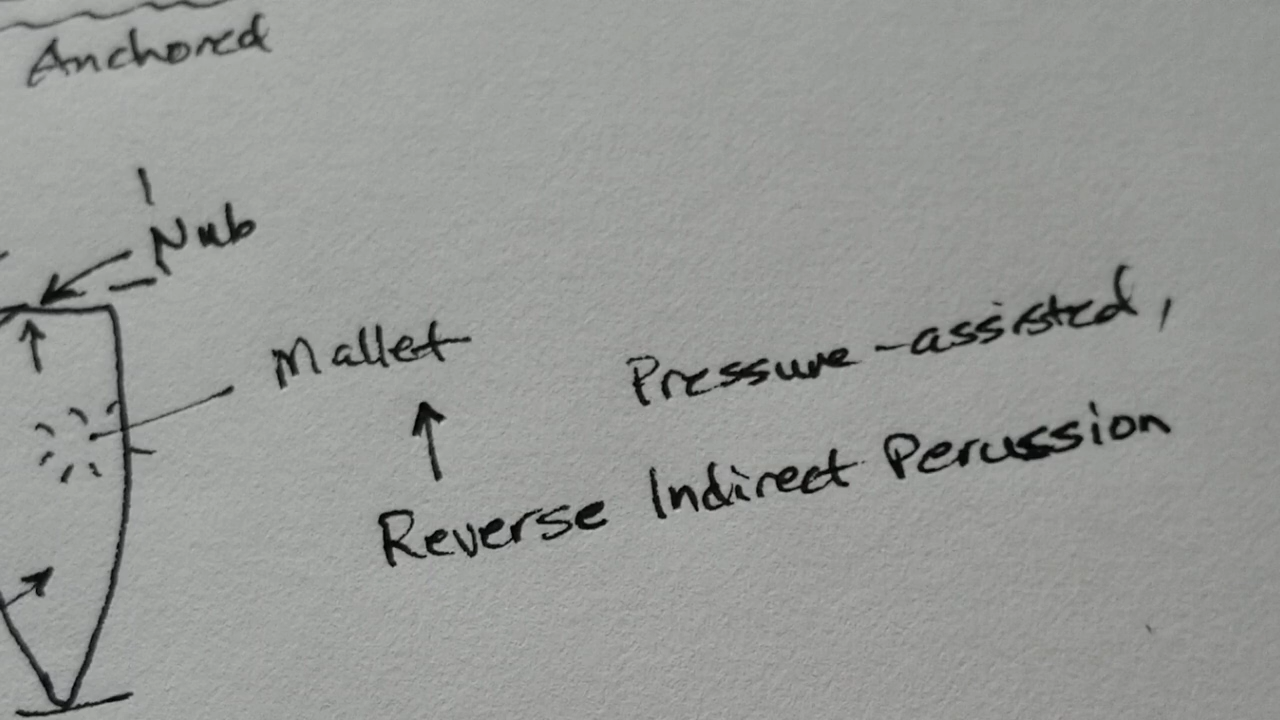 Anchored
Nub
Mallet
Pressure-assisted,
Reverse Indirect Perussion